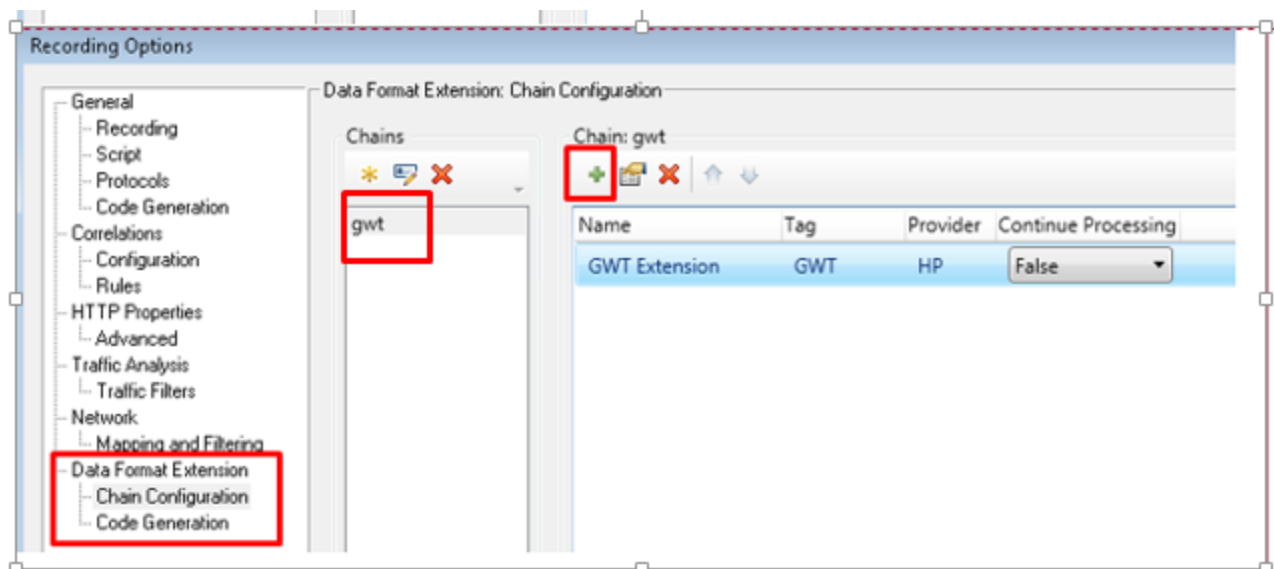 Recording Options
General
Recording
Script
Protocols
Code Generation
Correlations
Configuration
Rules
HTTP Properties
Advanced
Traffic Analysis
Traffic Filters
Network
Mapping and Filtering
Data Format Extension
Chain Configuration
Code Generation
Data Format Extension: Chain Configuration
Chains
gwt
Chain: gwt
Name Tag Provider Continue Processing
GWT Extension GWT HP False